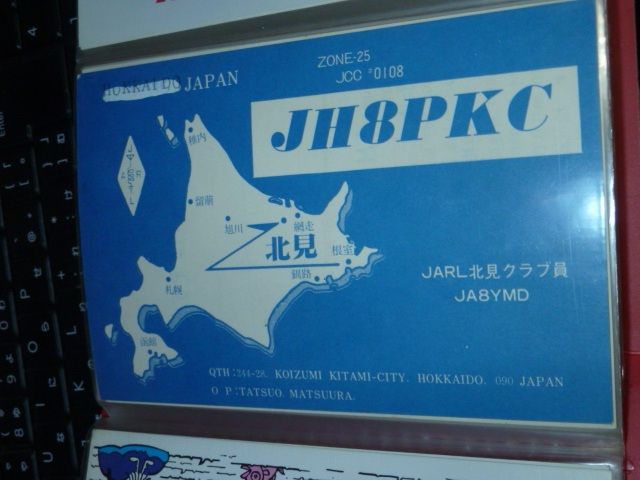 ZONE-25
JCC #0108
HOKKAIDO JAPAN
JH8PKC
稚内
JARL
留萌
旭川
網走
北見
根室
釧路
札幌
函館
JARL北見クラブ員
JA8YMD
QTH:244-28. KOIZUMI KITAMI-CITY. HOKKAIDO. 090 JAPAN
O P:TATSUO. MATSUURA.